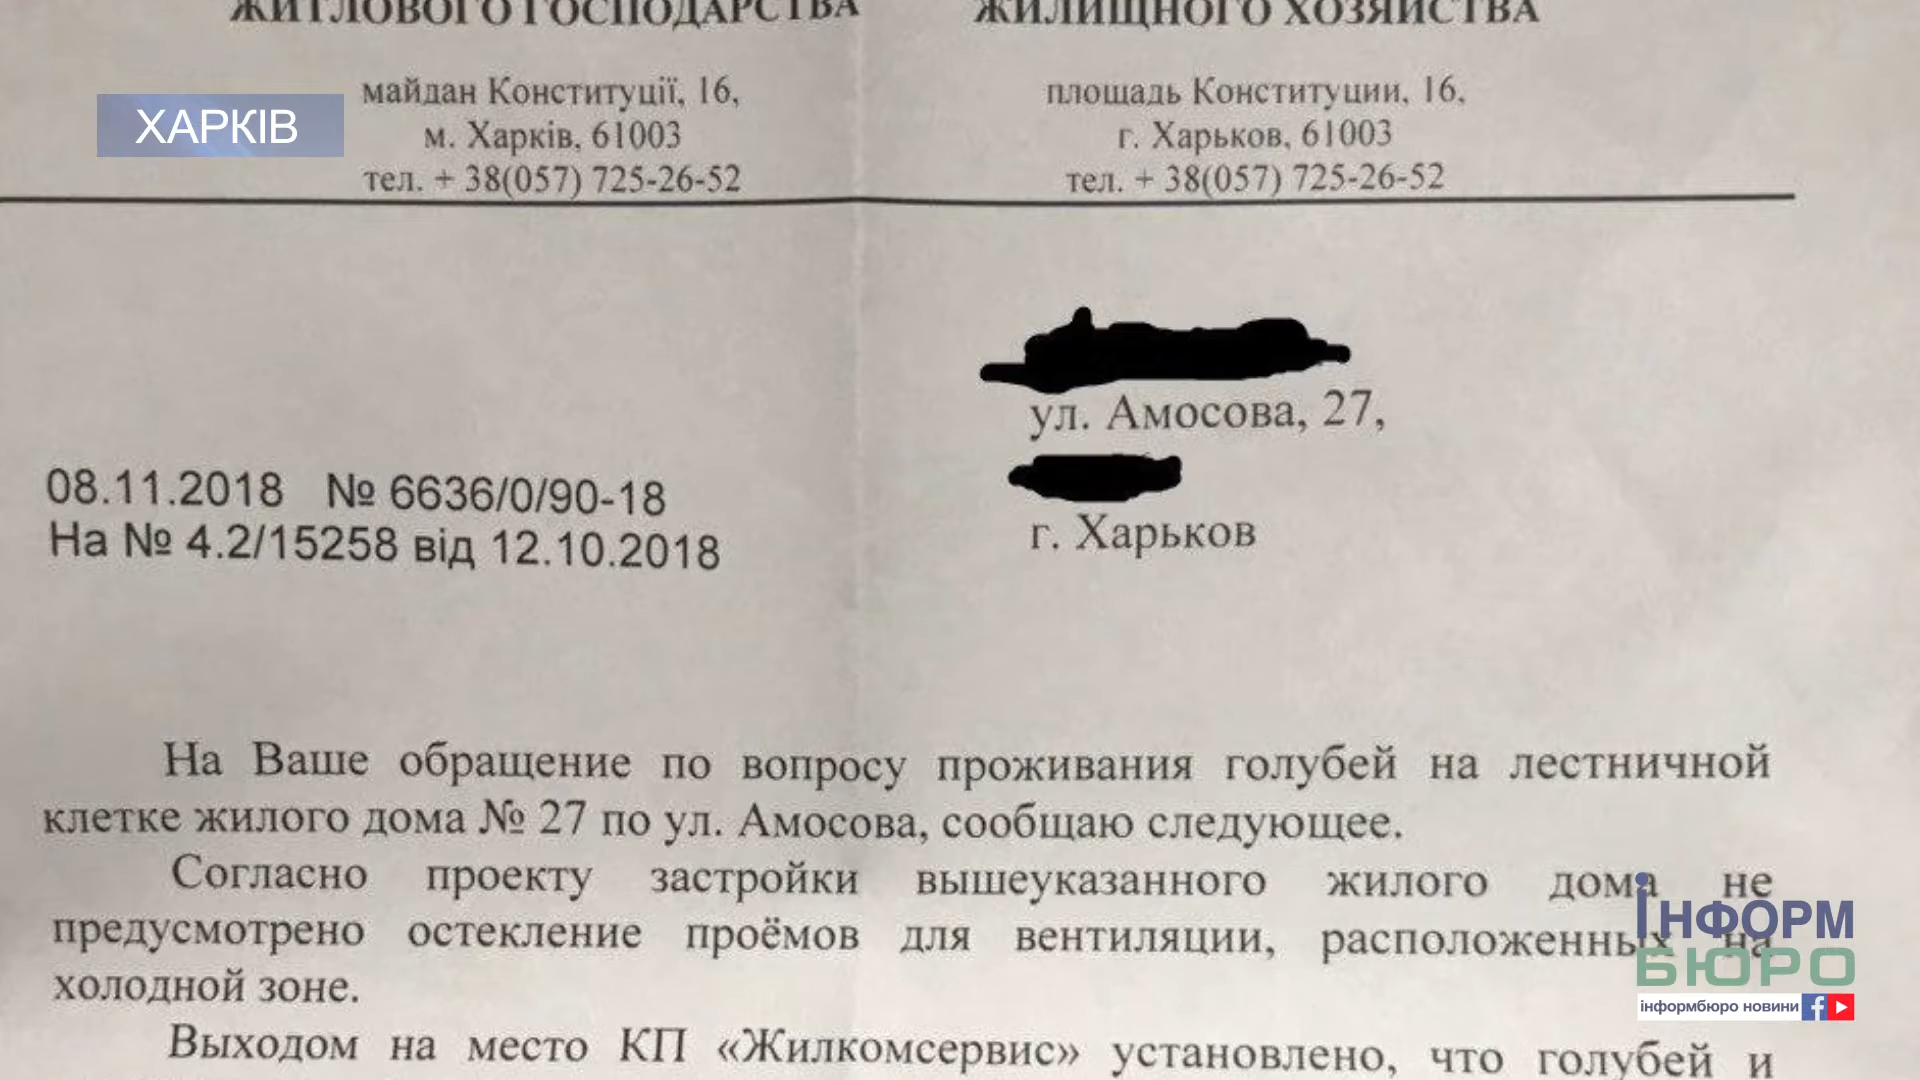 ЖИТЛОВОГО ГОСПОДАРСТВА
ЖИЛИЩНОГО ХОЗЯЙСТВА
майдан Конституції, 16,
м. Харків, 61003
тел. + 38(057) 725-26-52
площадь Конституции, 16,
г. Харьков, 61003
тел. + 38(057) 725-26-52
ХАРКІВ
ул. Амосова, 27,
г. Харьков
08.11.2018 № 6636/0/90-18
На № 4.2/15258 від 12.10.2018
На Ваше обращение по вопросу проживания голубей на лестничной
клетке жилого дома № 27 по ул. Амосова, сообщаю следующее.
Согласно проекту застройки вышеуказанного жилого дома не
предусмотрено остекление проёмов для вентиляции, расположенных на
холодной зоне.
Выходом на место КП «Жилкомсервис» установлено, что голубей и
ІНФОРМ
БЮРО
інформбюро новини